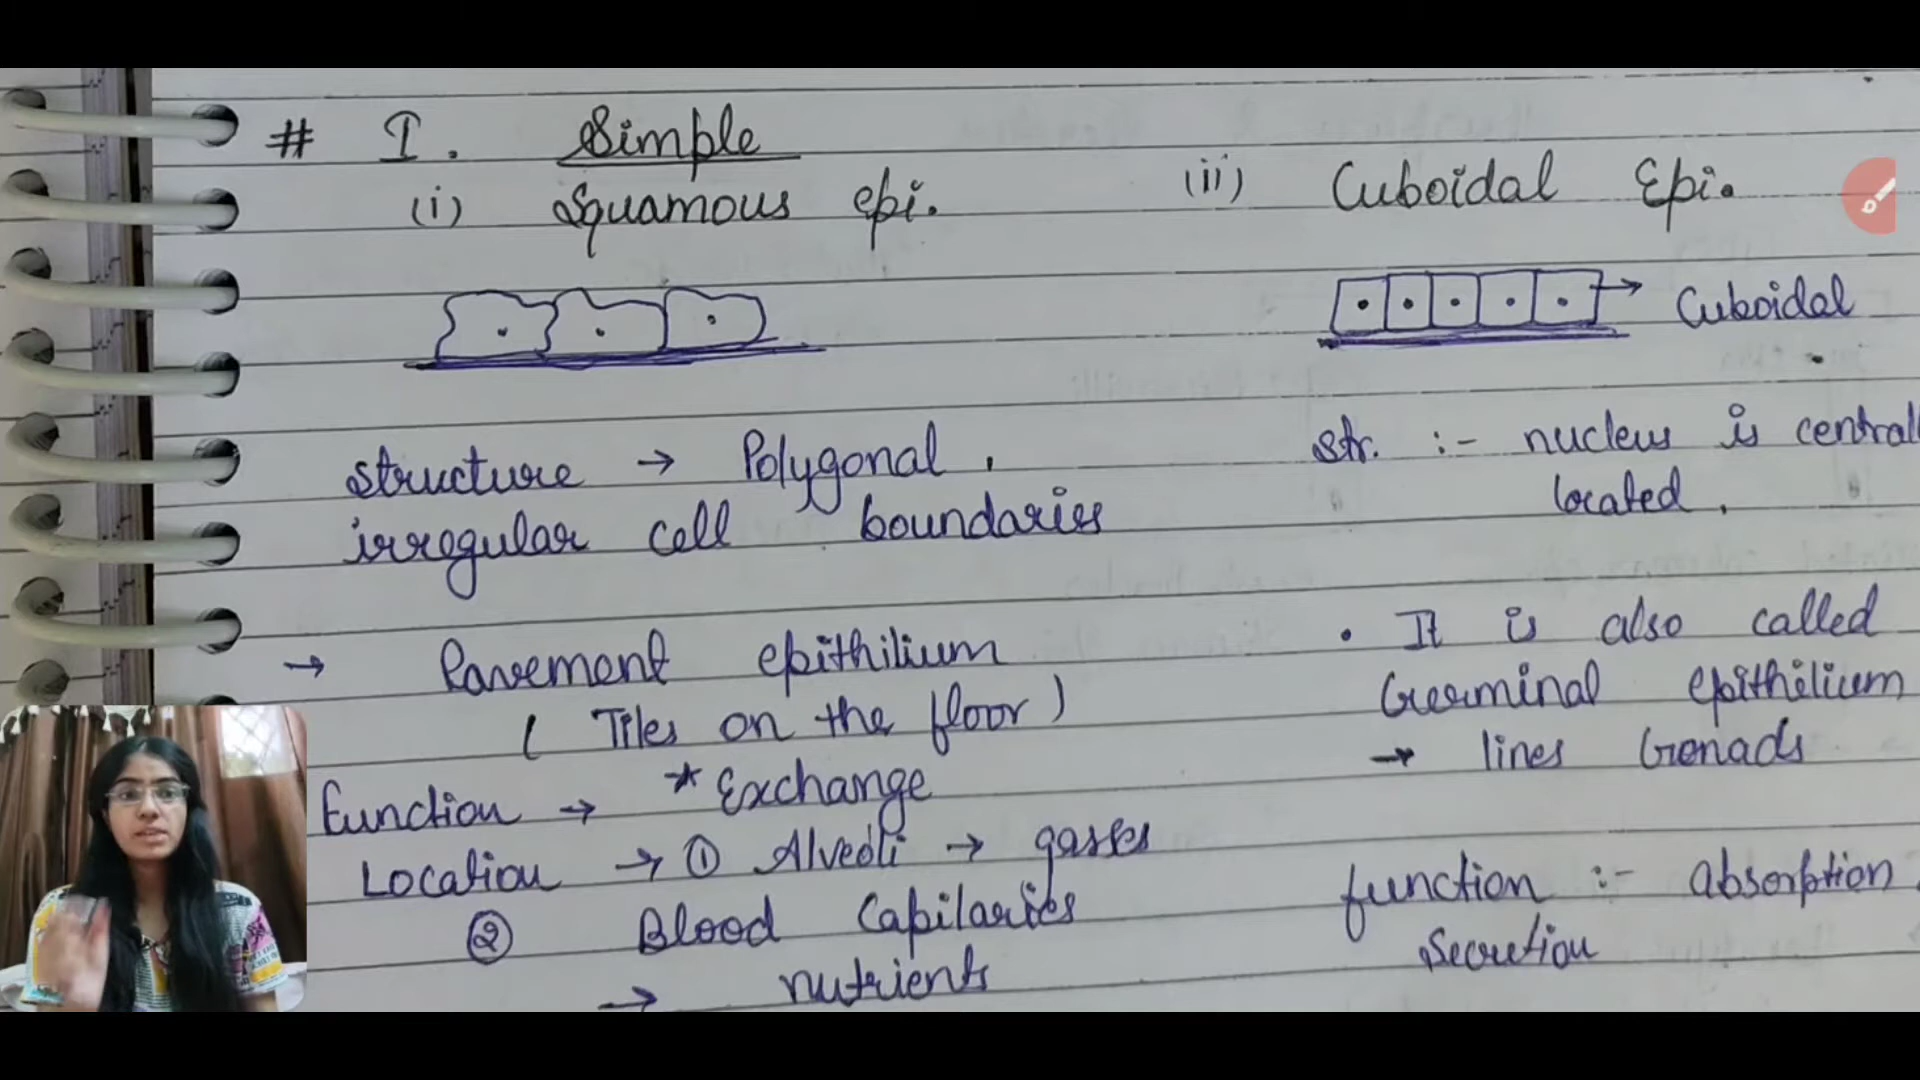 # I. Simple
(i) Squamous epi.
structure → Polygonal,
irregular cell boundaries
→ Pavement epithilium
( Tiles on the floor )
Function → * Exchange
Location → ① Alveoli → gasses
② Blood Capilaries
→ nutrients
(ii) Cuboidal Epi.
→ Cuboidal
str. :- nucleus is central
located.
• It is also called
Germinal epithilium
→ lines Gonads
function :- absorption
secretion